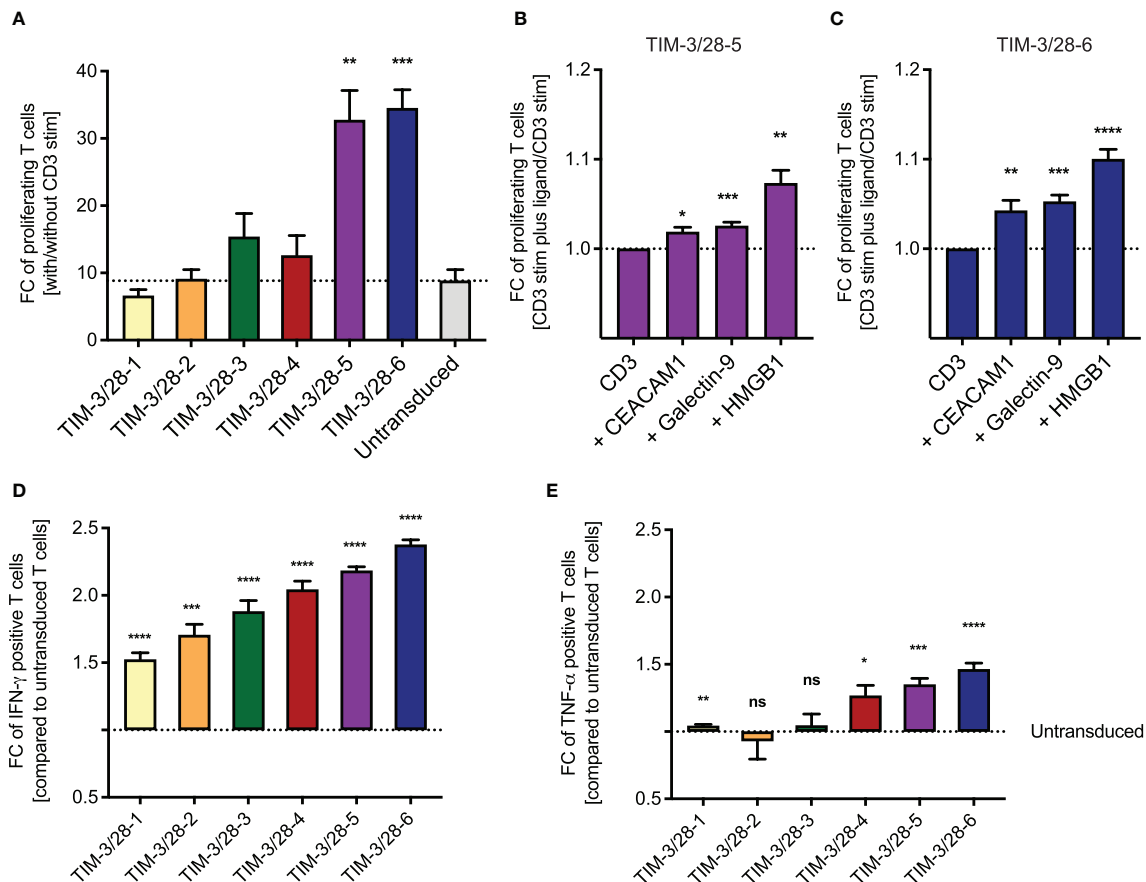 A
FC of proliferating T cells
[with/without CD3 stim]
40
30
20
10
0
**
***
TIM-3/28-1
TIM-3/28-2
TIM-3/28-3
TIM-3/28-4
TIM-3/28-5
TIM-3/28-6
Untransduced
B
TIM-3/28-5
FC of proliferating T cells
[CD3 stim plus ligand/CD3 stim]
1.2
1.1
1.0
*
***
**
CD3
+ CEACAM1
+ Galectin-9
+ HMGB1
C
TIM-3/28-6
FC of proliferating T cells
[CD3 stim plus ligand/CD3 stim]
1.2
1.1
1.0
**
***
****
CD3
+ CEACAM1
+ Galectin-9
+ HMGB1
D
FC of IFN-γ positive T cells
[compared to untransduced T cells]
2.5
2.0
1.5
0.5
****
***
****
****
****
****
TIM-3/28-1
TIM-3/28-2
TIM-3/28-3
TIM-3/28-4
TIM-3/28-5
TIM-3/28-6
E
FC of TNF-α positive T cells
[compared to untransduced T cells]
2.5
2.0
1.5
0.5
**
ns
ns
*
***
****
Untransduced
TIM-3/28-1
TIM-3/28-2
TIM-3/28-3
TIM-3/28-4
TIM-3/28-5
TIM-3/28-6